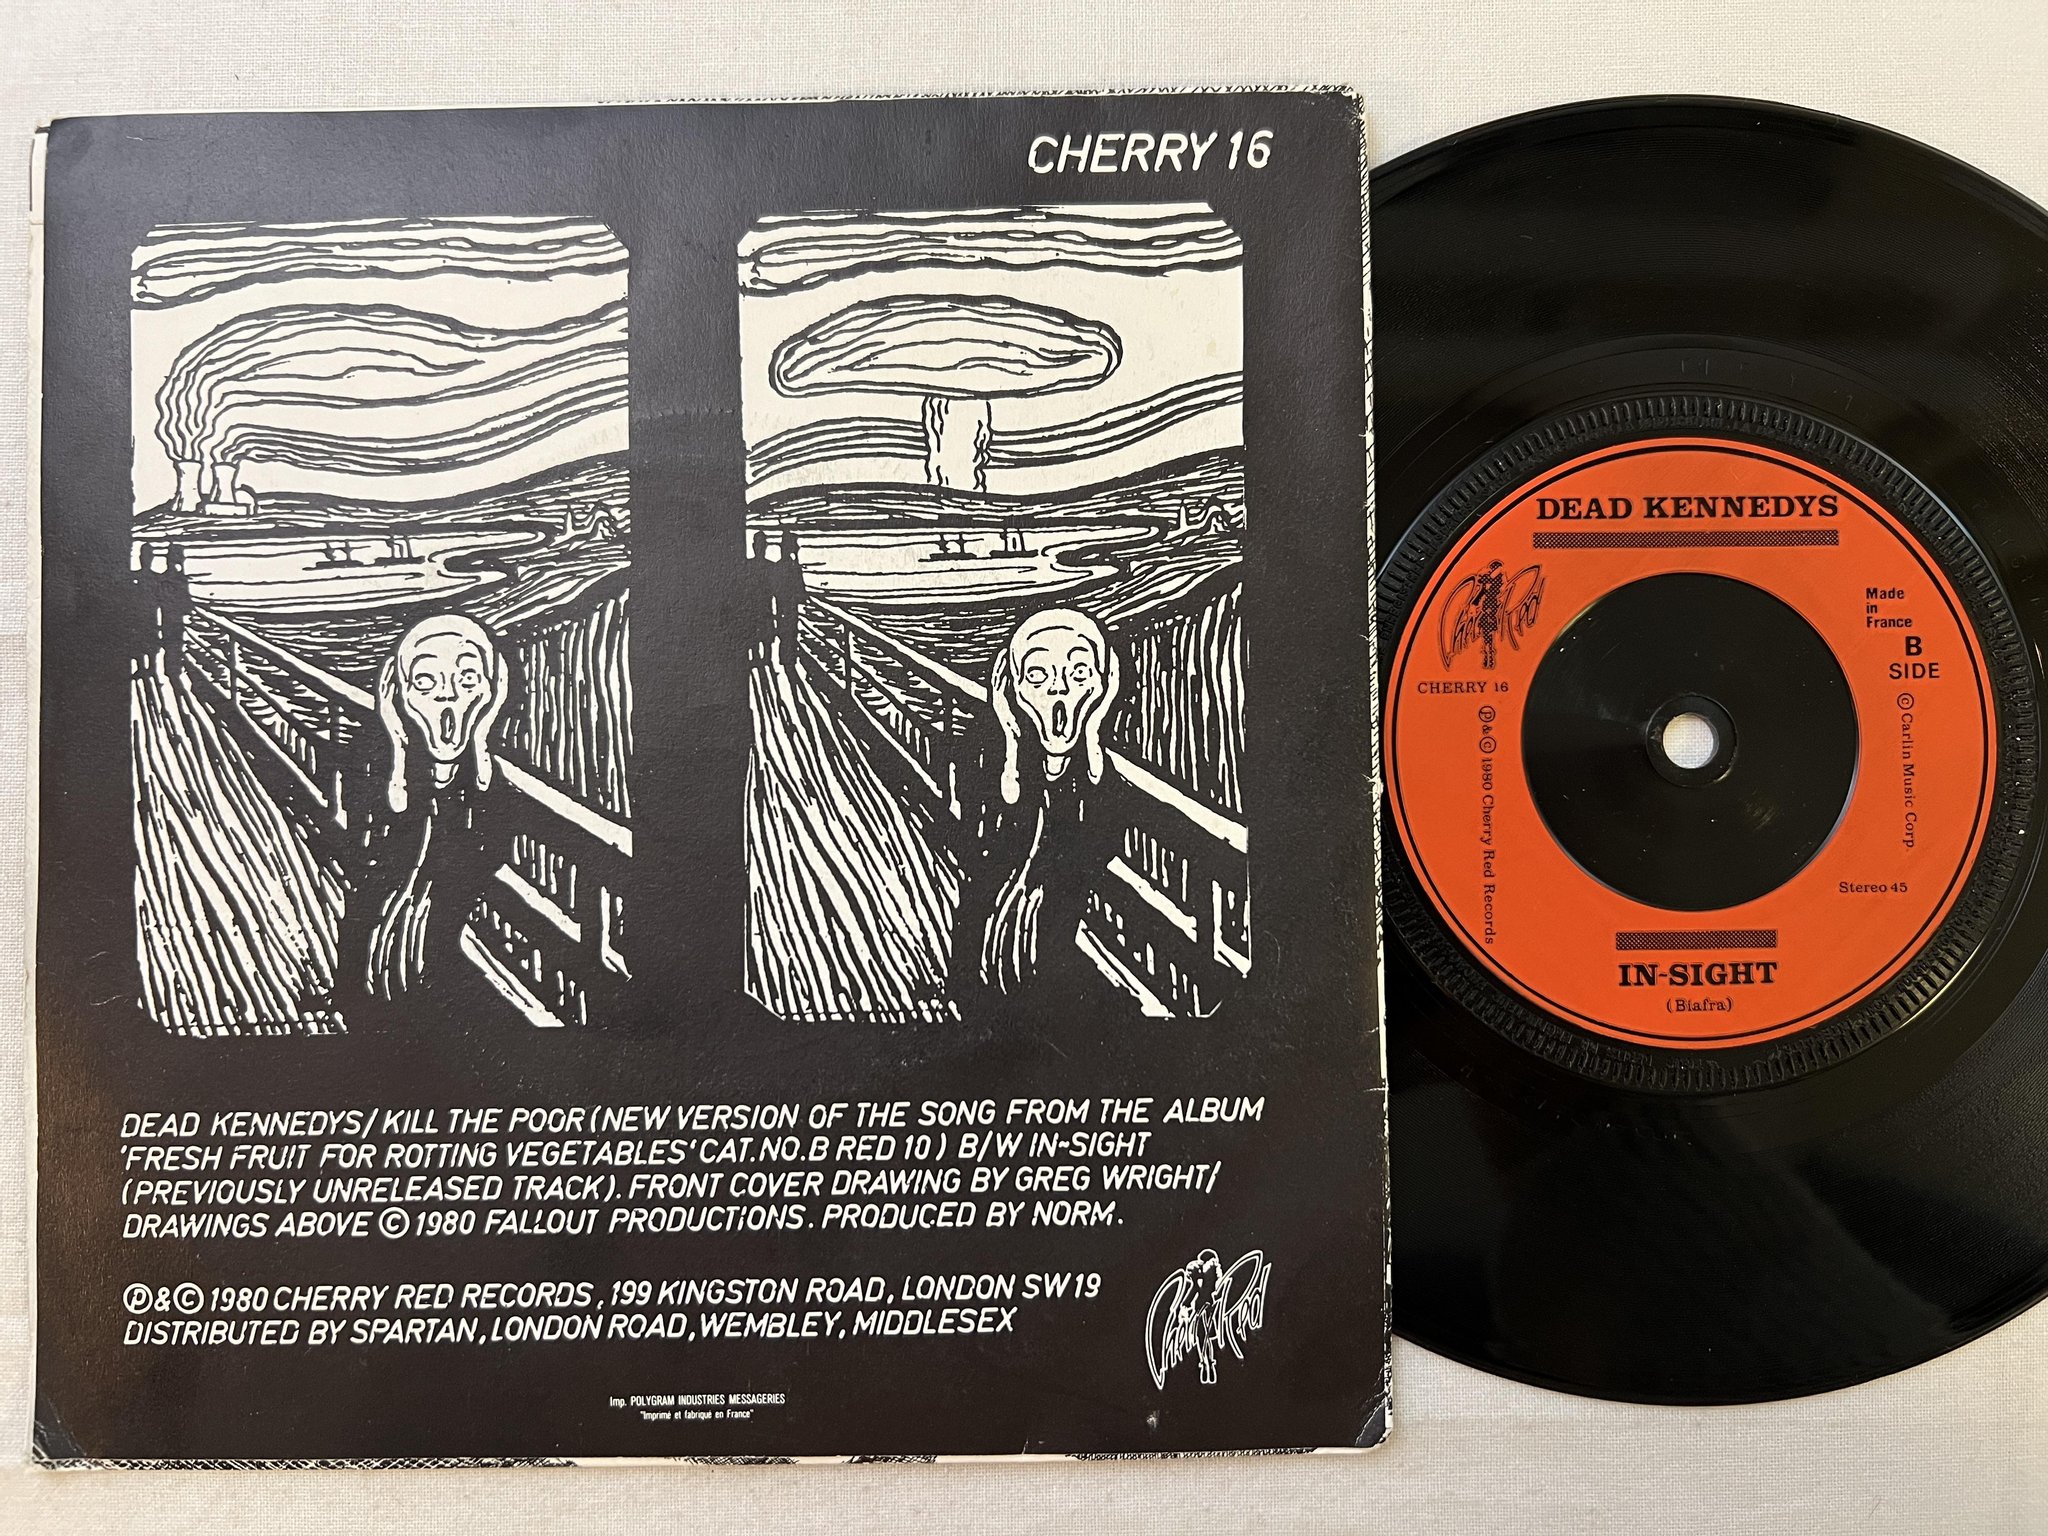 CHERRY 16
DEAD KENNEDYS/KILL THE POOR (NEW VERSION OF THE SONG FROM THE ALBUM
'FRESH FRUIT FOR ROTTING VEGETABLES' CAT.NO.B RED 10) B/W IN-SIGHT
(PREVIOUSLY UNRELEASED TRACK). FRONT COVER DRAWING BY GREG WRIGHT/
DRAWINGS ABOVE © 1980 FALLOUT PRODUCTIONS. PRODUCED BY NORM.
℗&© 1980 CHERRY RED RECORDS, 199 KINGSTON ROAD, LONDON SW19
DISTRIBUTED BY SPARTAN, LONDON ROAD, WEMBLEY, MIDDLESEX
Cherry Red
Imp. POLYGRAM INDUSTRIES MESSAGERIES
"Imprimé et fabriqué en France"
DEAD KENNEDYS
Cherry Red
Made
in
France
B
SIDE
CHERRY 16
℗&© 1980 Cherry Red Records
© Carlin Music Corp.
Stereo 45
IN-SIGHT
(Biafra)